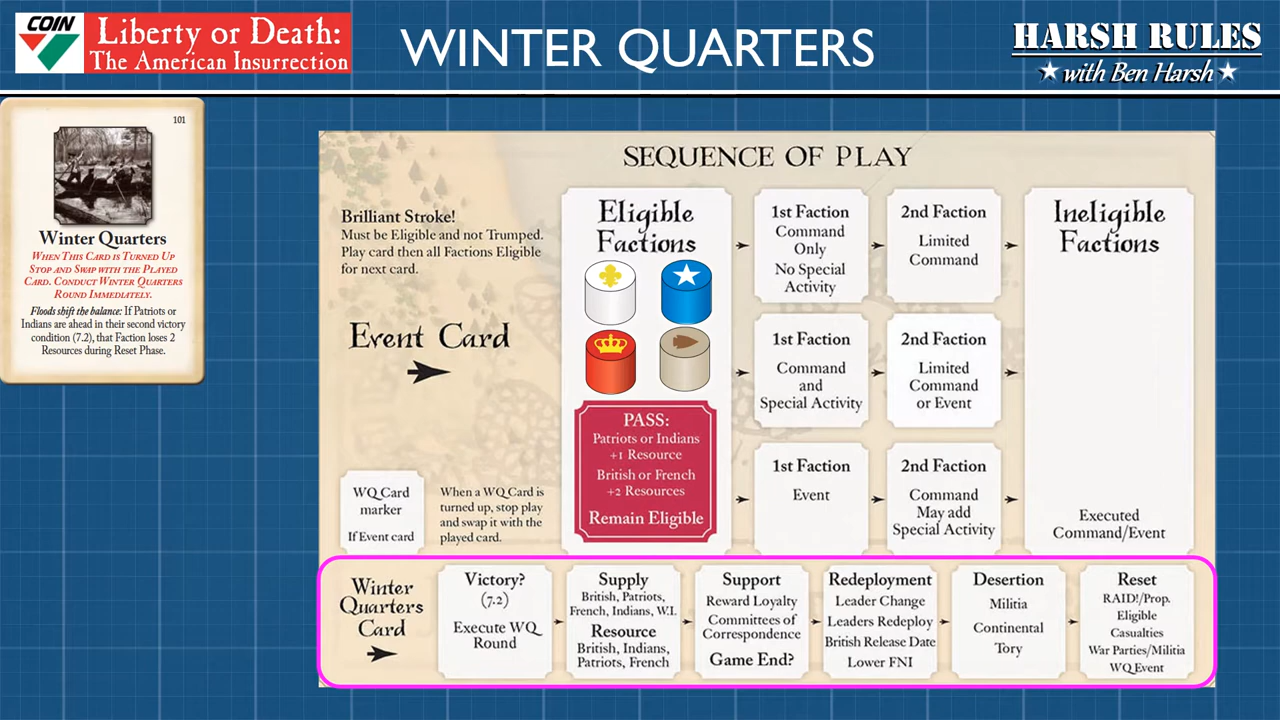 COIN
Liberty or Death:
The American Insurrection
WINTER QUARTERS
HARSH RULES
with Ben Harsh
101
Winter Quarters
WHEN THIS CARD IS TURNED UP
STOP AND SWAP WITH THE PLAYED
CARD. CONDUCT WINTER QUARTERS
ROUND IMMEDIATELY.
Floods shift the balance: If Patriots or
Indians are ahead in their second victory
condition (7.2), that Faction loses 2
Resources during Reset Phase.
SEQUENCE OF PLAY
Brilliant Stroke!
Must be Eligible and not Trumped.
Play card then all Factions Eligible
for next card.
Event Card
WQ Card
marker
If Event card
When a WQ Card is
turned up, stop play
and swap it with the
played card.
Eligible
Factions
PASS:
Patriots or Indians
+1 Resource
British or French
+2 Resources
Remain Eligible
1st Faction
Command
Only
No Special
Activity
2nd Faction
Limited
Command
1st Faction
Command
and
Special Activity
2nd Faction
Limited
Command
or Event
1st Faction
Event
2nd Faction
Command
May add
Special Activity
Ineligible
Factions
Executed
Command/Event
Winter
Quarters
Card
Victory?
(7.2)
Execute WQ
Round
Supply
British, Patriots,
French, Indians, W.I.
Resource
British, Indians,
Patriots, French
Support
Reward Loyalty
Committees of
Correspondence
Game End?
Redeployment
Leader Change
Leaders Redeploy
British Release Date
Lower FNI
Desertion
Militia
Continental
Tory
Reset
RAID!/Prop.
Eligible
Casualties
War Parties/Militia
WQ Event